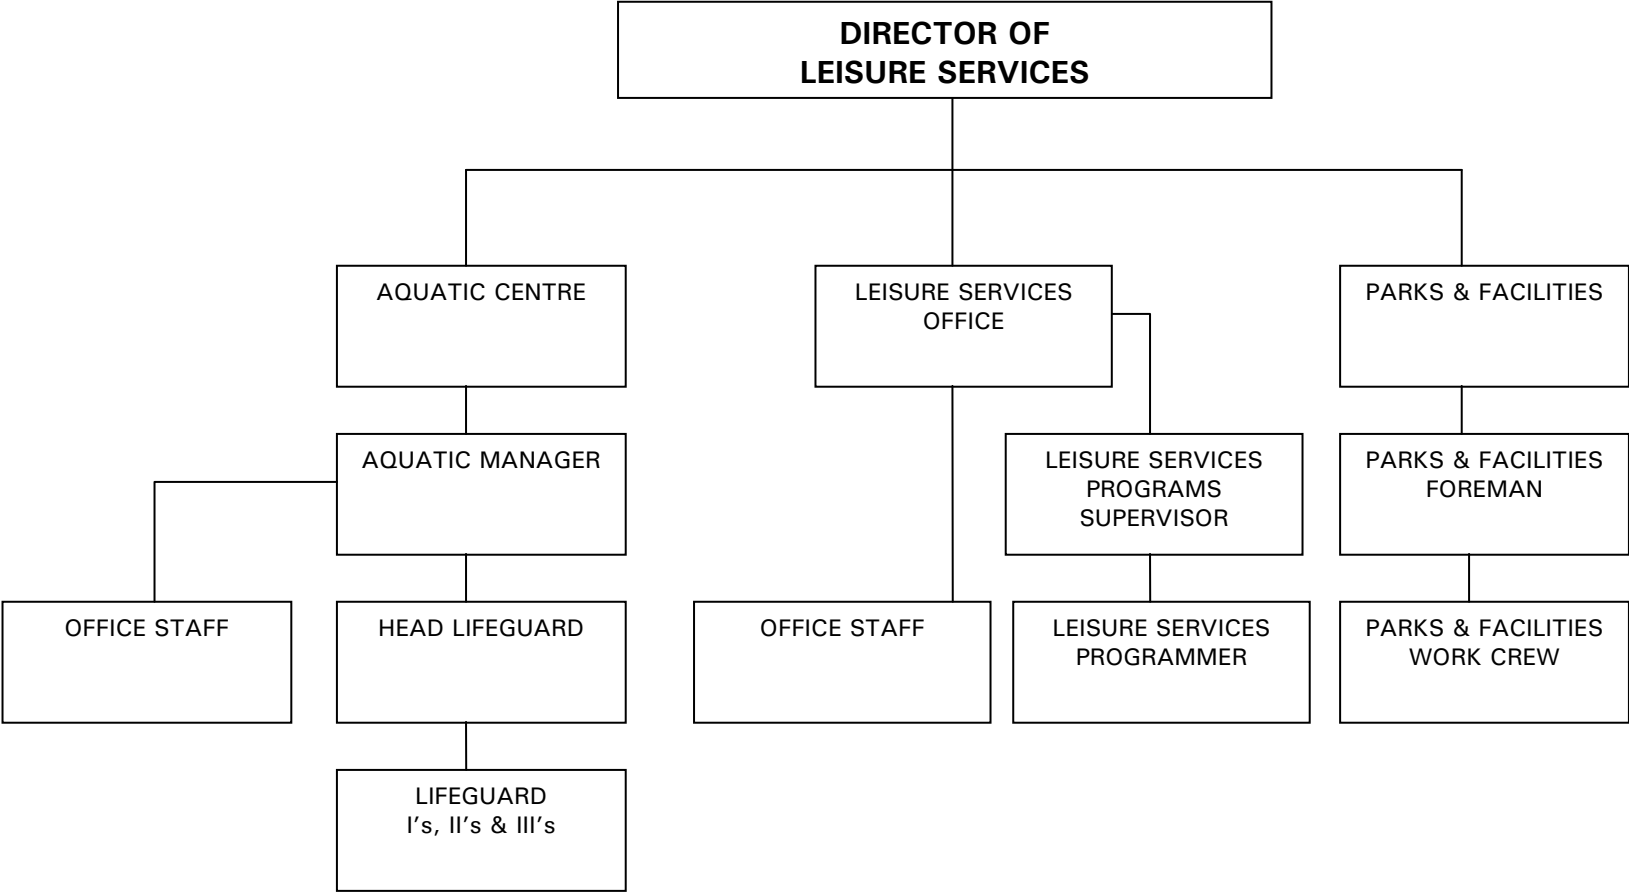 DIRECTOR OF
LEISURE SERVICES
AQUATIC CENTRE
LEISURE SERVICES
OFFICE
PARKS & FACILITIES
AQUATIC MANAGER
LEISURE SERVICES
PROGRAMS
SUPERVISOR
PARKS & FACILITIES
FOREMAN
OFFICE STAFF
HEAD LIFEGUARD
OFFICE STAFF
LEISURE SERVICES
PROGRAMMER
PARKS & FACILITIES
WORK CREW
LIFEGUARD
I’s, II’s & III’s